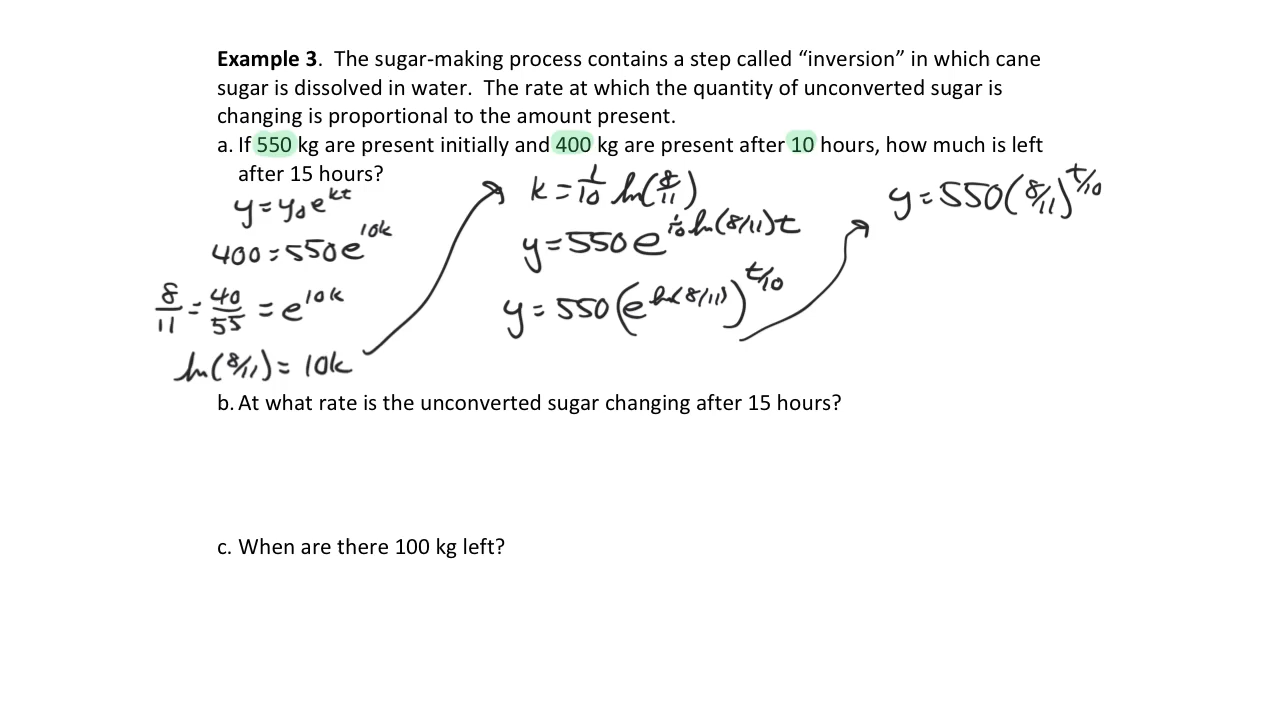 Example 3. The sugar-making process contains a step called “inversion” in which cane
sugar is dissolved in water. The rate at which the quantity of unconverted sugar is
changing is proportional to the amount present.
a. If 550 kg are present initially and 400 kg are present after 10 hours, how much is left
after 15 hours?
y = y₀e^{kt}
400 = 550e^{10k}
8/11 = 40/55 = e^{10k}
ln(8/11) = 10k
k = 1/10 ln(8/11)
y = 550e^{1/10 ln(8/11)t}
y = 550(e^{ln(8/11)})^{t/10}
y = 550(8/11)^{t/10}
b. At what rate is the unconverted sugar changing after 15 hours?
c. When are there 100 kg left?